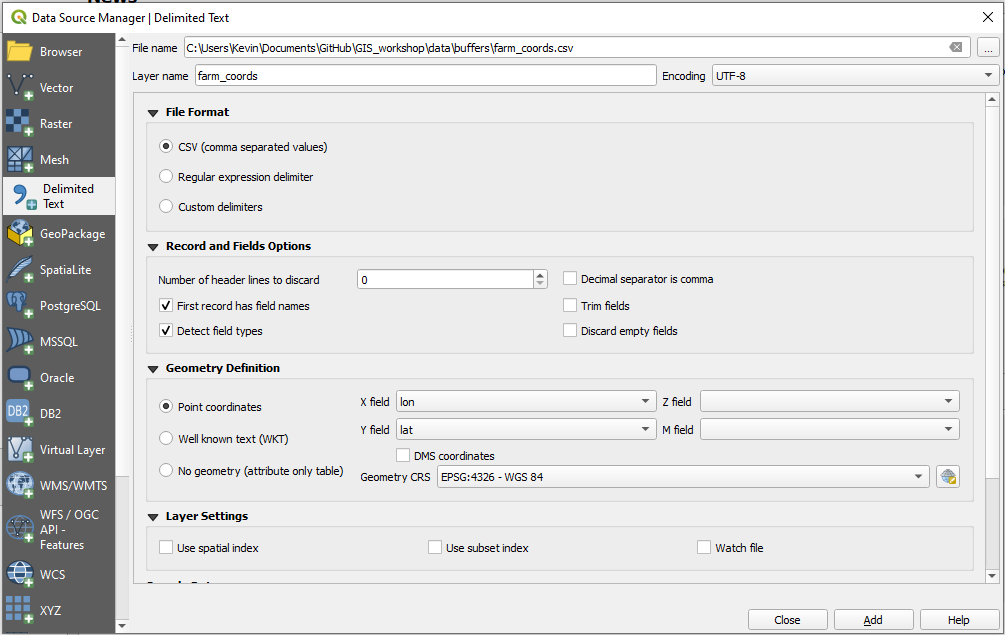 News
Data Source Manager | Delimited Text
Browser
Vector
Raster
Mesh
Delimited
Text
GeoPackage
SpatiaLite
PostgreSQL
MSSQL
Oracle
DB2
DB2
Virtual Layer
WMS/WMTS
WFS / OGC
API -
Features
WCS
XYZ
File name C:\Users\Kevin\Documents\GitHub\GIS_workshop\data\buffers\farm_coords.csv ...
Layer name farm_coords Encoding UTF-8
File Format
CSV (comma separated values)
Regular expression delimiter
Custom delimiters
Record and Fields Options
Number of header lines to discard 0 Decimal separator is comma
First record has field names Trim fields
Detect field types Discard empty fields
Geometry Definition
Point coordinates X field lon Z field
Y field lat M field
Well known text (WKT) DMS coordinates
No geometry (attribute only table) Geometry CRS EPSG:4326 - WGS 84
Layer Settings
Use spatial index Use subset index Watch file
Close Add Help